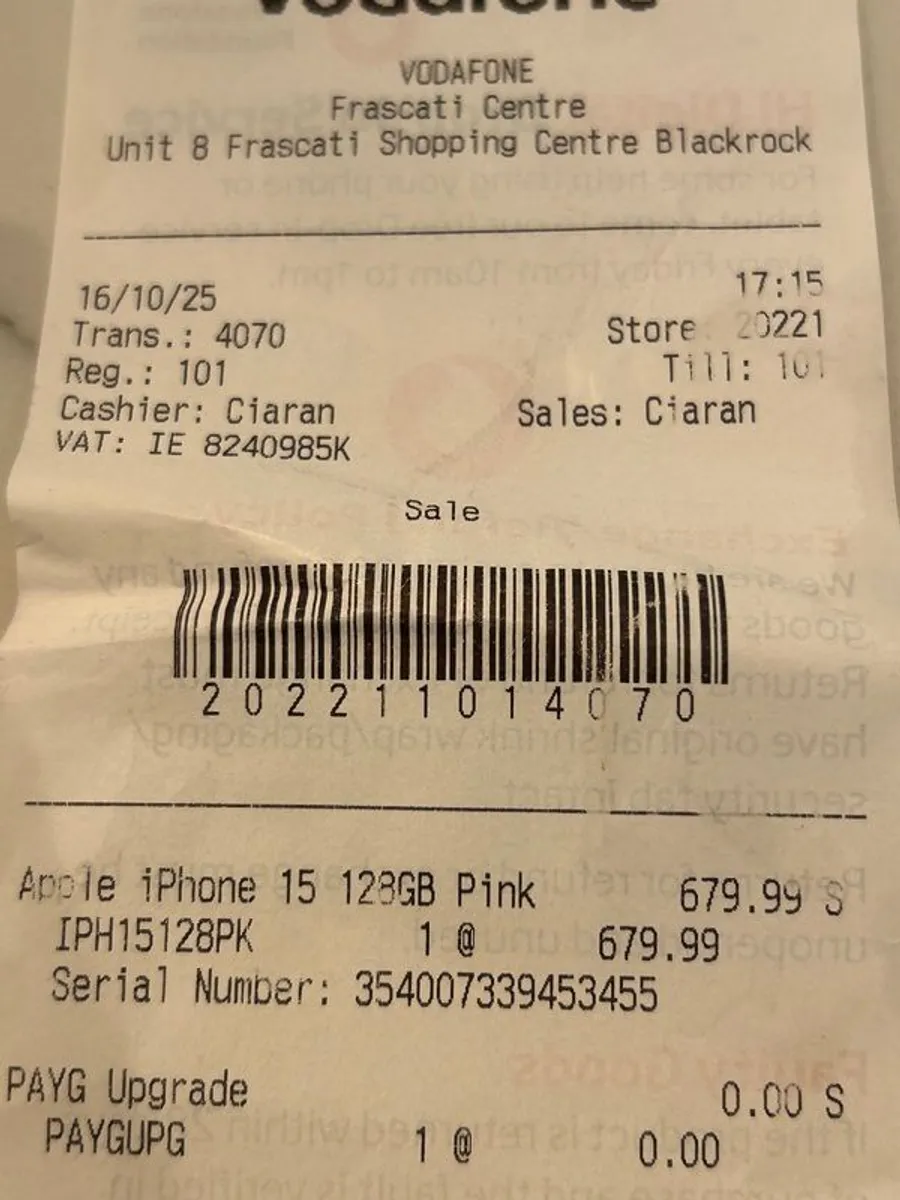 vodafone
VODAFONE
Frascati Centre
Unit 8 Frascati Shopping Centre Blackrock
16/10/25 17:15
Trans.: 4070 Store: 20221
Reg.: 101 Till: 101
Cashier: Ciaran Sales: Ciaran
VAT: IE 8240985K
Sale
202211014070
Apple iPhone 15 128GB Pink 679.99 S
IPH15128PK 1 @ 679.99
Serial Number: 354007339453455
PAYG Upgrade 0.00 S
PAYGUPG 1 @ 0.00